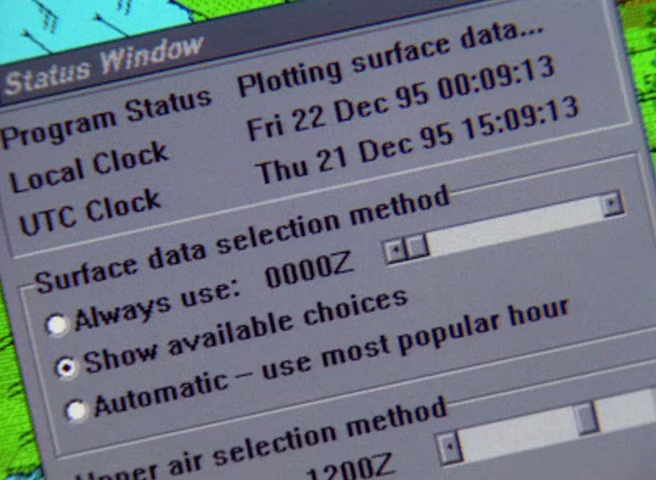 Status Window
Program Status Plotting surface data...
Local Clock Fri 22 Dec 95 00:09:13
UTC Clock Thu 21 Dec 95 15:09:13
Surface data selection method
Always use: 0000Z
Show available choices
Automatic – use most popular hour
Upper air selection method
1200Z